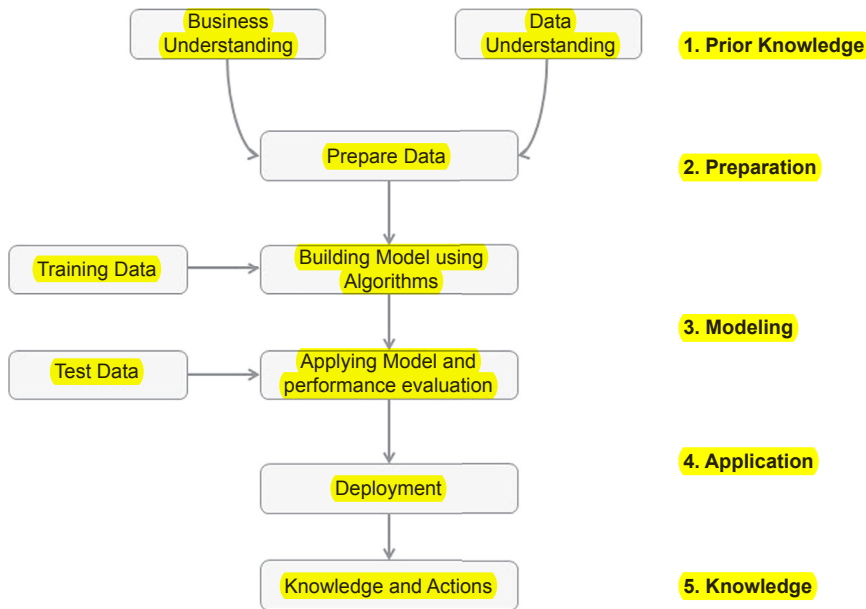 Business
Understanding
Data
Understanding
1. Prior Knowledge
Prepare Data
2. Preparation
Training Data
Building Model using
Algorithms
3. Modeling
Test Data
Applying Model and
performance evaluation
4. Application
Deployment
Knowledge and Actions
5. Knowledge